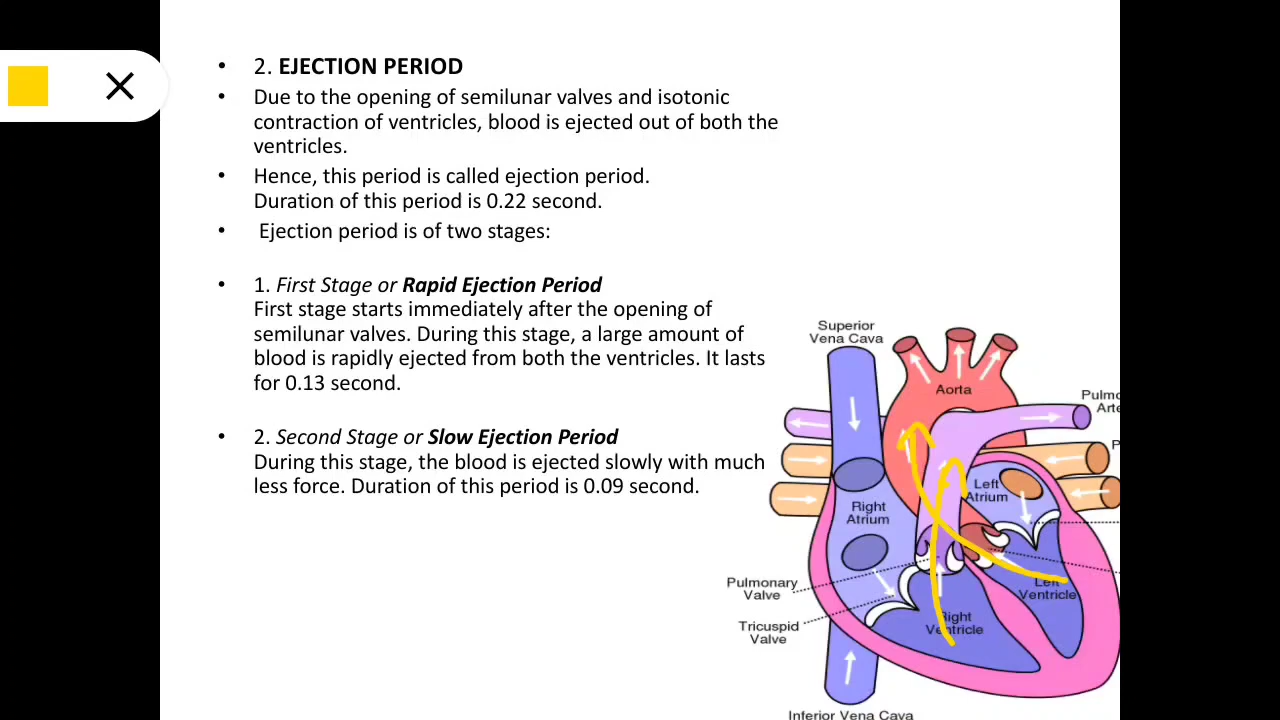 • 2. EJECTION PERIOD
• Due to the opening of semilunar valves and isotonic
contraction of ventricles, blood is ejected out of both the
ventricles.
• Hence, this period is called ejection period.
Duration of this period is 0.22 second.
• Ejection period is of two stages:
• 1. First Stage or Rapid Ejection Period
First stage starts immediately after the opening of
semilunar valves. During this stage, a large amount of
blood is rapidly ejected from both the ventricles. It lasts
for 0.13 second.
• 2. Second Stage or Slow Ejection Period
During this stage, the blood is ejected slowly with much
less force. Duration of this period is 0.09 second.
Superior
Vena Cava
Aorta
Pulmo
Arte
P
Left
Atrium
Right
Atrium
Pulmonary
Valve
Tricuspid
Valve
Right
Ventricle
Left
Ventricle
Inferior Vena Cava